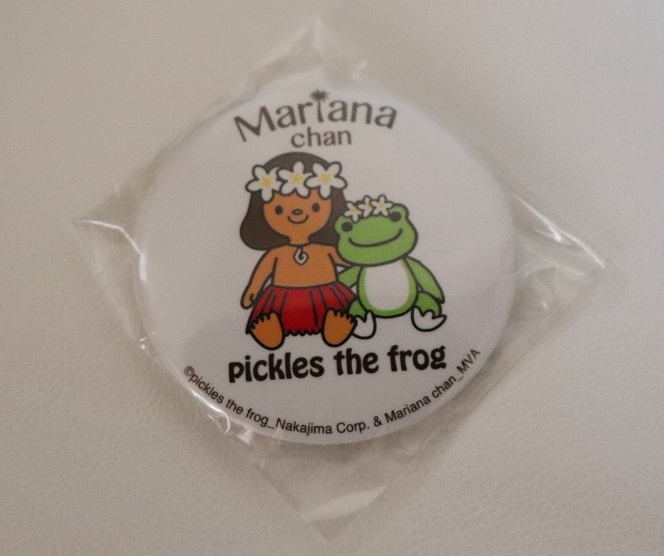 Mariana
chan
pickles the frog
©pickles the frog_Nakajima Corp. & Mariana chan_MVA